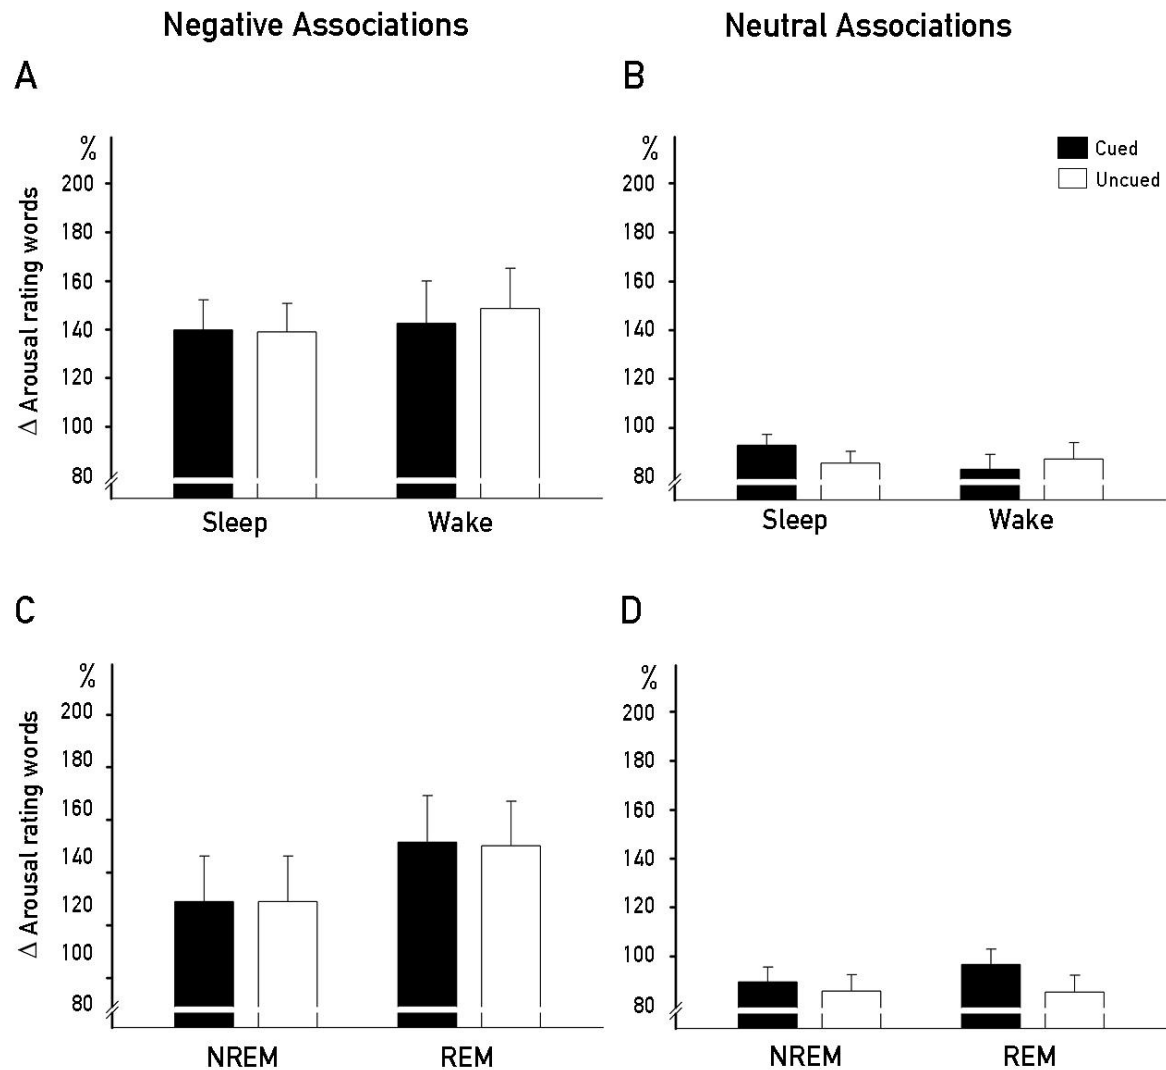 Negative Associations
Neutral Associations
A
B
%
200
180
160
140
120
100
80
Δ Arousal rating words
Sleep
Wake
%
200
180
160
140
120
100
80
Cued
Uncued
Sleep
Wake
C
D
%
200
180
160
140
120
100
80
Δ Arousal rating words
NREM
REM
%
200
180
160
140
120
100
80
NREM
REM